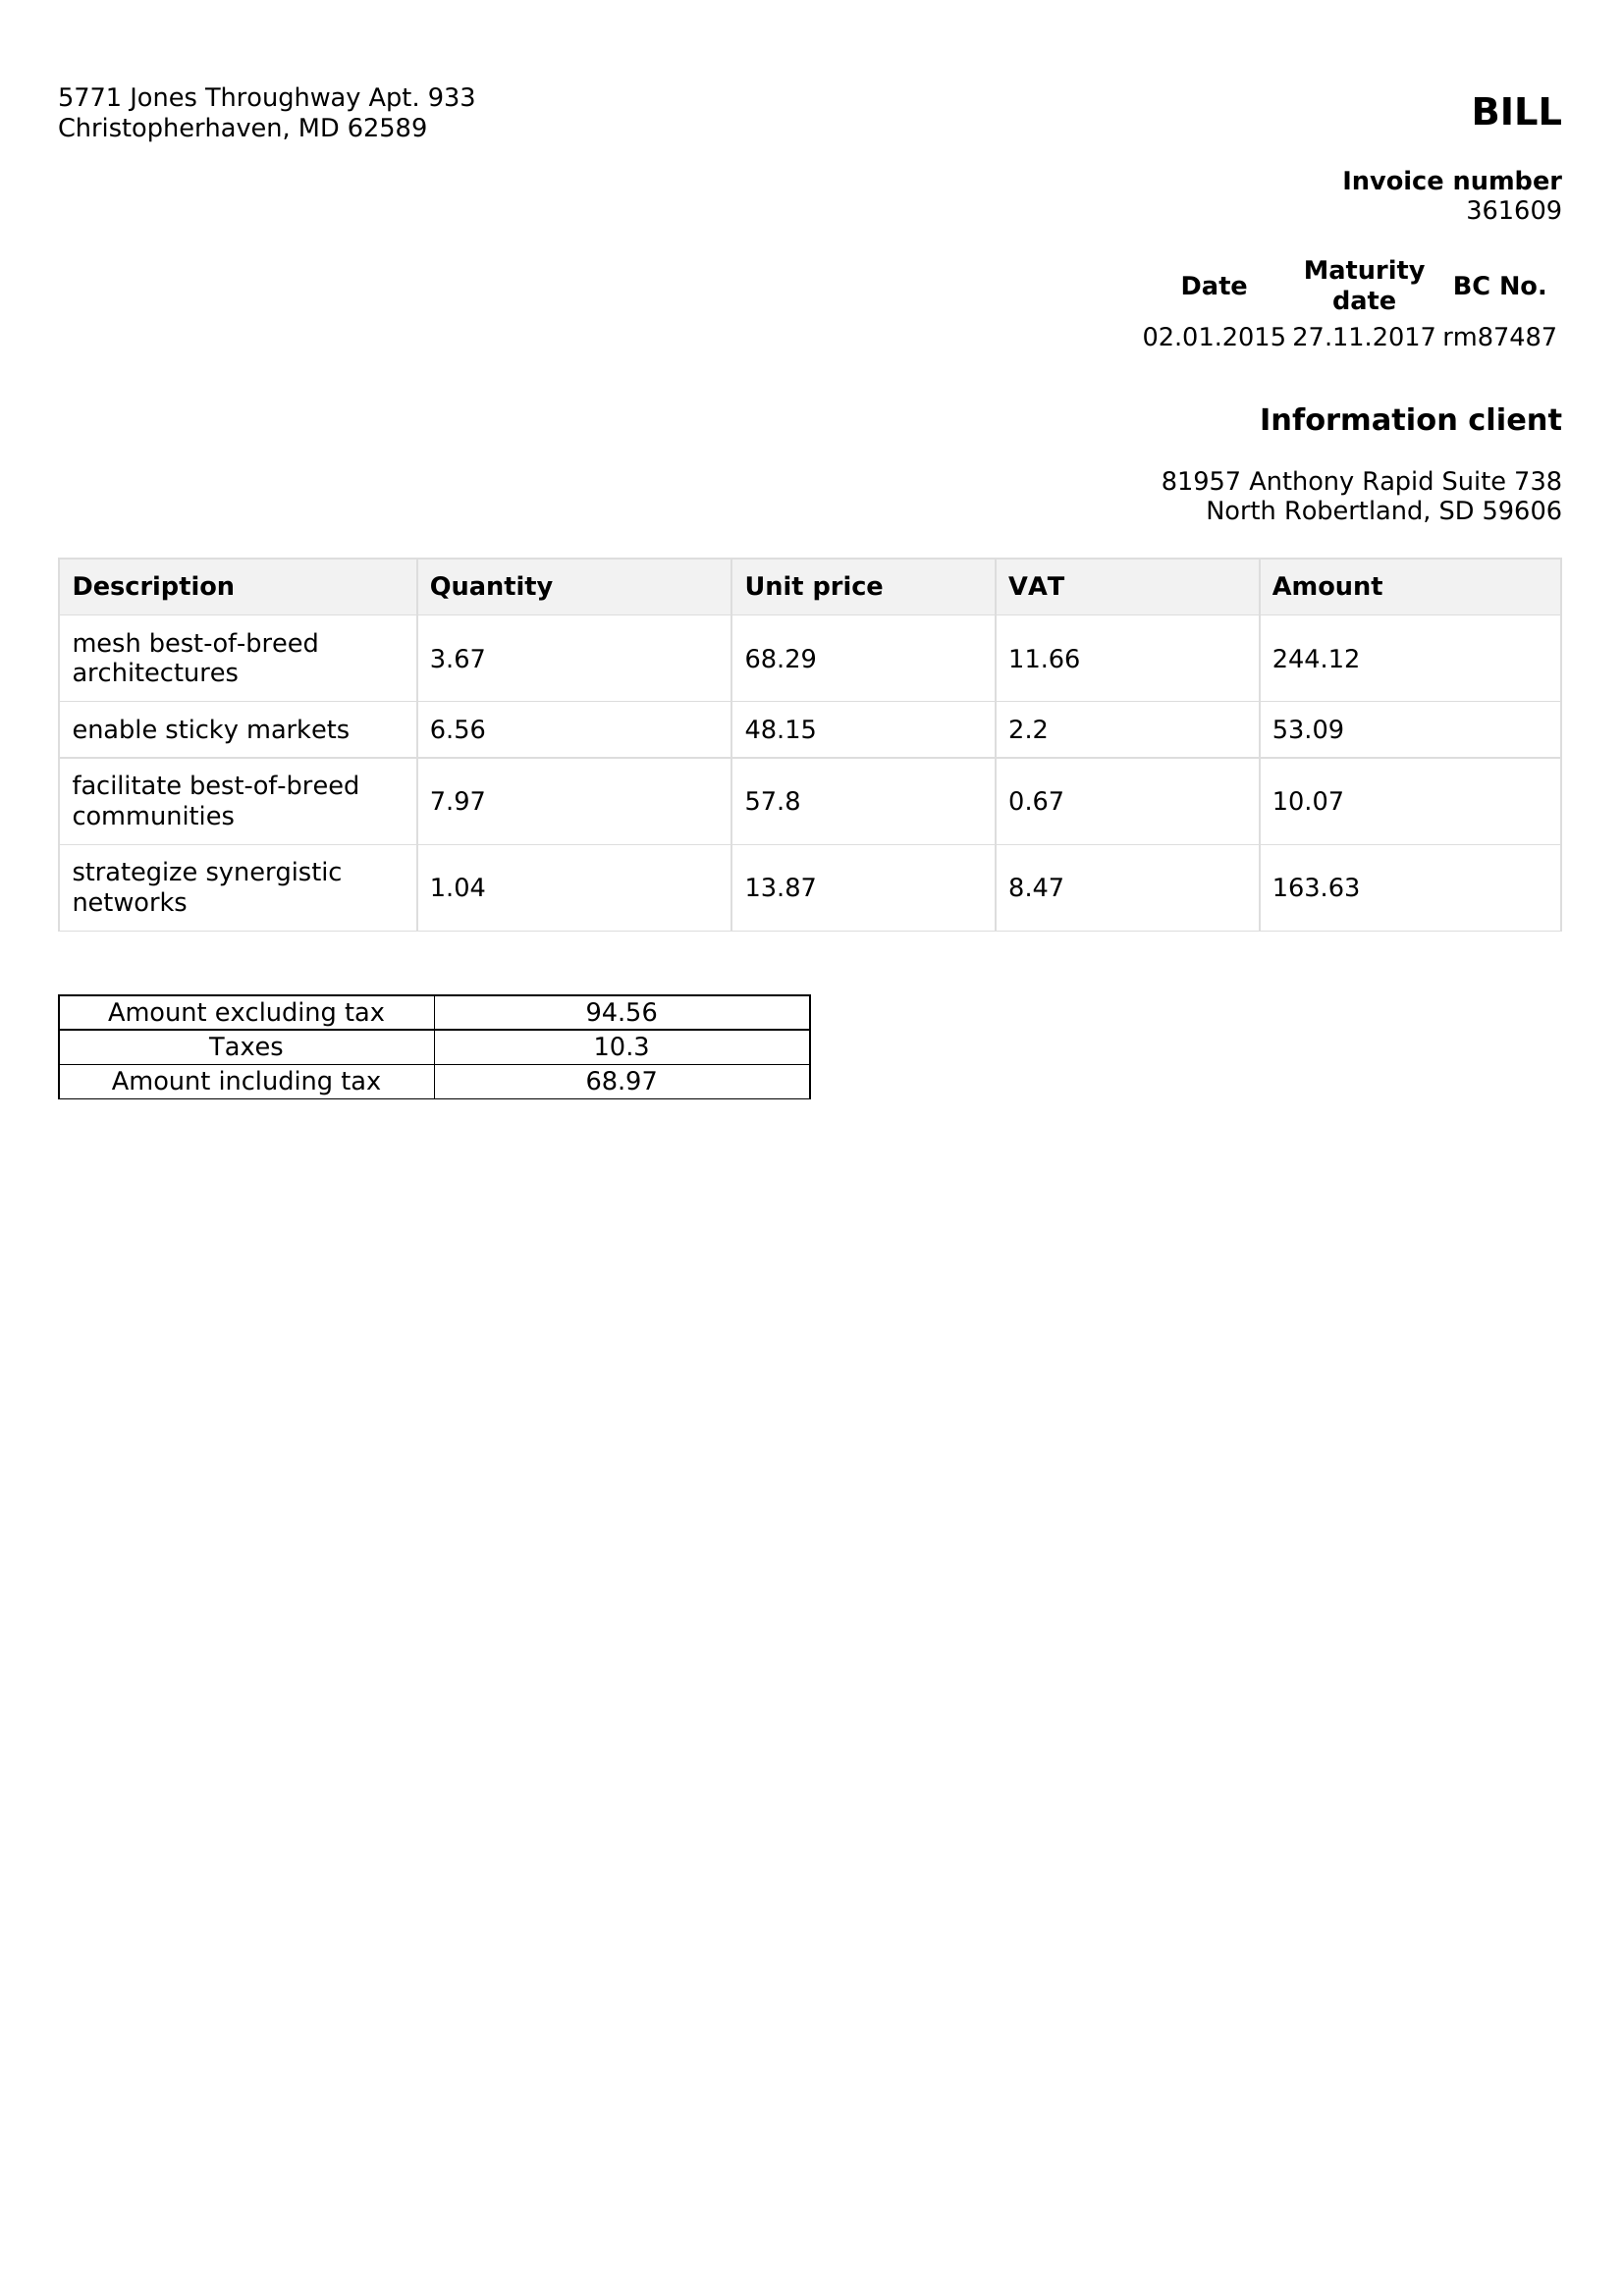 5771 Jones Throughway Apt. 933
Christopherhaven, MD 62589
BILL
Invoice number
361609
Date Maturity date BC No.
02.01.2015 27.11.2017 rm87487
Information client
81957 Anthony Rapid Suite 738
North Robertland, SD 59606
Description Quantity Unit price VAT Amount
mesh best-of-breed
architectures 3.67 68.29 11.66 244.12
enable sticky markets 6.56 48.15 2.2 53.09
facilitate best-of-breed
communities 7.97 57.8 0.67 10.07
strategize synergistic
networks 1.04 13.87 8.47 163.63
Amount excluding tax 94.56
Taxes 10.3
Amount including tax 68.97